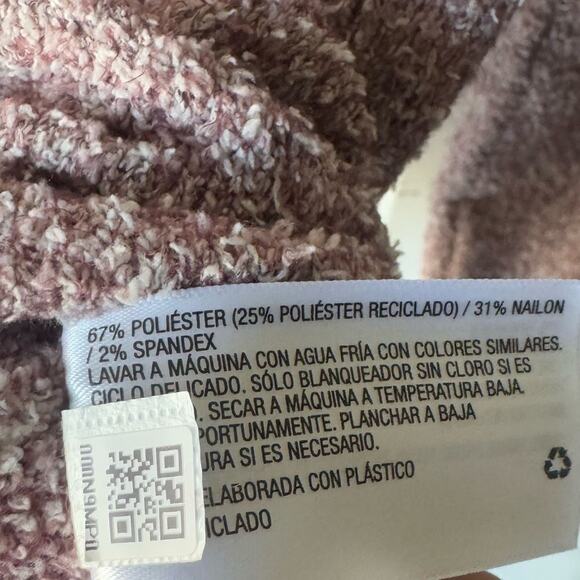 67% POLIÉSTER (25% POLIÉSTER RECICLADO) / 31% NAILON
/ 2% SPANDEX
LAVAR A MÁQUINA CON AGUA FRÍA CON COLORES SIMILARES.
CICLO DELICADO. SÓLO BLANQUEADOR SIN CLORO SI ES
SECAR A MÁQUINA A TEMPERATURA BAJA.
PORTUNAMENTE. PLANCHAR A BAJA
URA SI ES NECESARIO.
ELABORADA CON PLÁSTICO
ICLADO